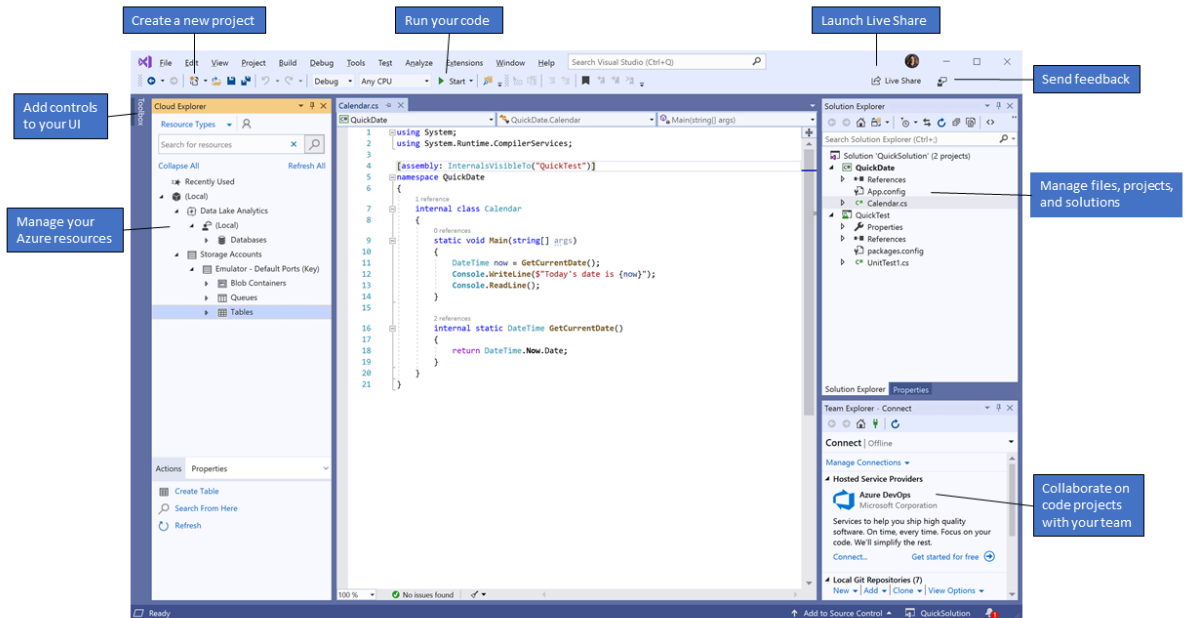 Create a new project
Run your code
Launch Live Share
Send feedback
Add controls
to your UI
Manage your
Azure resources
Manage files, projects,
and solutions
Collaborate on
code projects
with your team
File Edit View Project Build Debug Tools Test Analyze Extensions Window Help Search Visual Studio (Ctrl+Q)
Debug Any CPU Start Live Share
Toolbox
Cloud Explorer
Resource Types
Search for resources
Collapse All Refresh All
Recently Used
(Local)
Data Lake Analytics
(Local)
Databases
Storage Accounts
Emulator - Default Ports (Key)
Blob Containers
Queues
Tables
Actions Properties
Create Table
Search From Here
Refresh
Calendar.cs
QuickDate QuickDate.Calendar Main(string[] args)
1 using System;
2 using System.Runtime.CompilerServices;
3
4 [assembly: InternalsVisibleTo("QuickTest")]
5 namespace QuickDate
6 {
1 reference
7 internal class Calendar
8 {
0 references
9 static void Main(string[] args)
10 {
11 DateTime now = GetCurrentDate();
12 Console.WriteLine($"Today's date is {now}");
13 Console.ReadLine();
14 }
15
2 references
16 internal static DateTime GetCurrentDate()
17 {
18 return DateTime.Now.Date;
19 }
20 }
21 }
100 % No issues found
Solution Explorer
Search Solution Explorer (Ctrl+;)
Solution 'QuickSolution' (2 projects)
QuickDate
References
App.config
Calendar.cs
QuickTest
Properties
References
packages.config
UnitTest1.cs
Solution Explorer Properties
Team Explorer - Connect
Connect | Offline
Manage Connections
Hosted Service Providers
Azure DevOps
Microsoft Corporation
Services to help you ship high quality
software. On time, every time. Focus on your
code. We'll simplify the rest.
Connect... Get started for free
Local Git Repositories (7)
New Add Clone View Options
Ready Add to Source Control QuickSolution 1